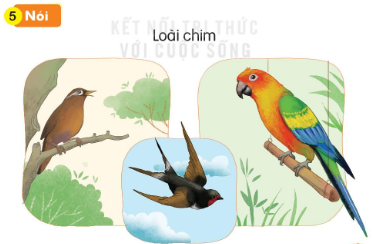 5 Nói
KẾT NỐI TRI THỨC
VỚI CUỘC SỐNG
Loài chim